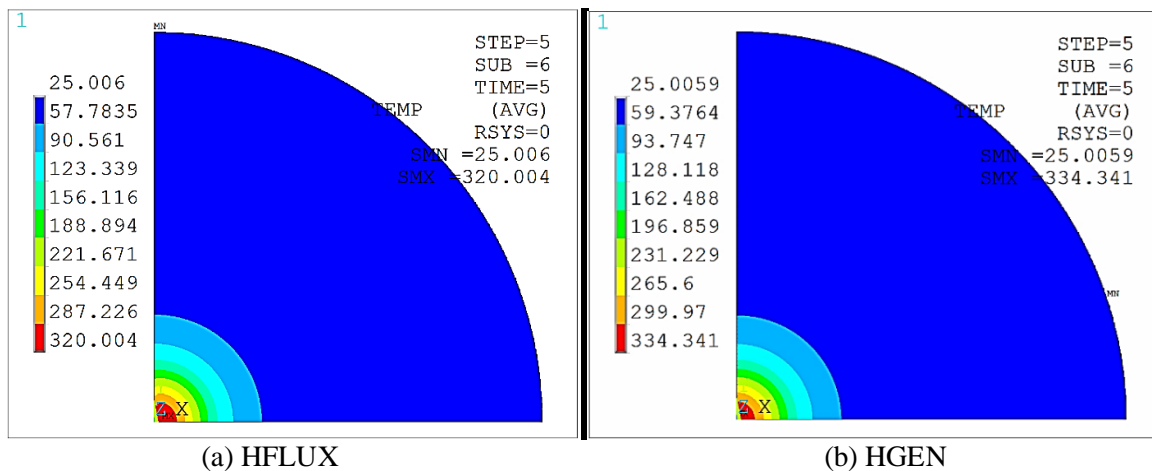 1
MN
STEP=5
SUB =6
TIME=5
TEMP (AVG)
RSYS=0
SMN =25.006
SMX =320.004
25.006
57.7835
90.561
123.339
156.116
188.894
221.671
254.449
287.226
320.004
Z X
MX
(a) HFLUX
1
STEP=5
SUB =6
TIME=5
TEMP (AVG)
RSYS=0
SMN =25.0059
SMX =334.341
25.0059
59.3764
93.747
128.118
162.488
196.859
231.229
265.6
299.97
334.341
MN
Z X
(b) HGEN